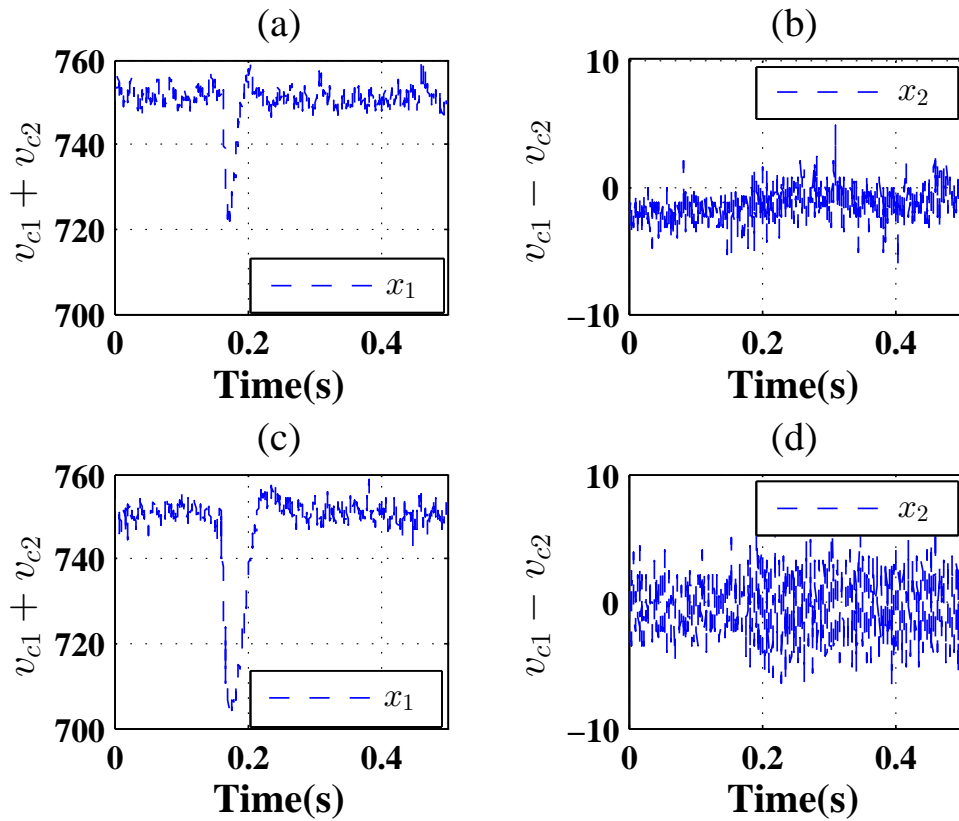 (a)
760
740
720
700
v_{c1} + v_{c2}
x_1
0
0.2
0.4
Time(s)
(b)
10
0
−10
v_{c1} − v_{c2}
x_2
0
0.2
0.4
Time(s)
(c)
760
740
720
700
v_{c1} + v_{c2}
x_1
0
0.2
0.4
Time(s)
(d)
10
0
−10
v_{c1} − v_{c2}
x_2
0
0.2
0.4
Time(s)